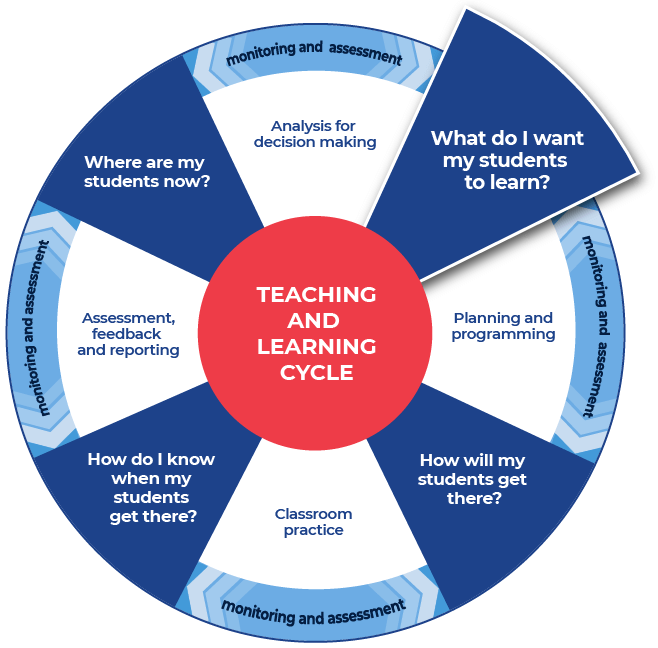 monitoring and assessment
Analysis for
decision making
What do I want
my students
to learn?
monitoring and assessment
Planning and
programming
How will my
students get
there?
monitoring and assessment
Classroom
practice
How do I know
when my
students
get there?
monitoring and assessment
Assessment,
feedback
and reporting
Where are my
students now?
TEACHING
AND
LEARNING
CYCLE